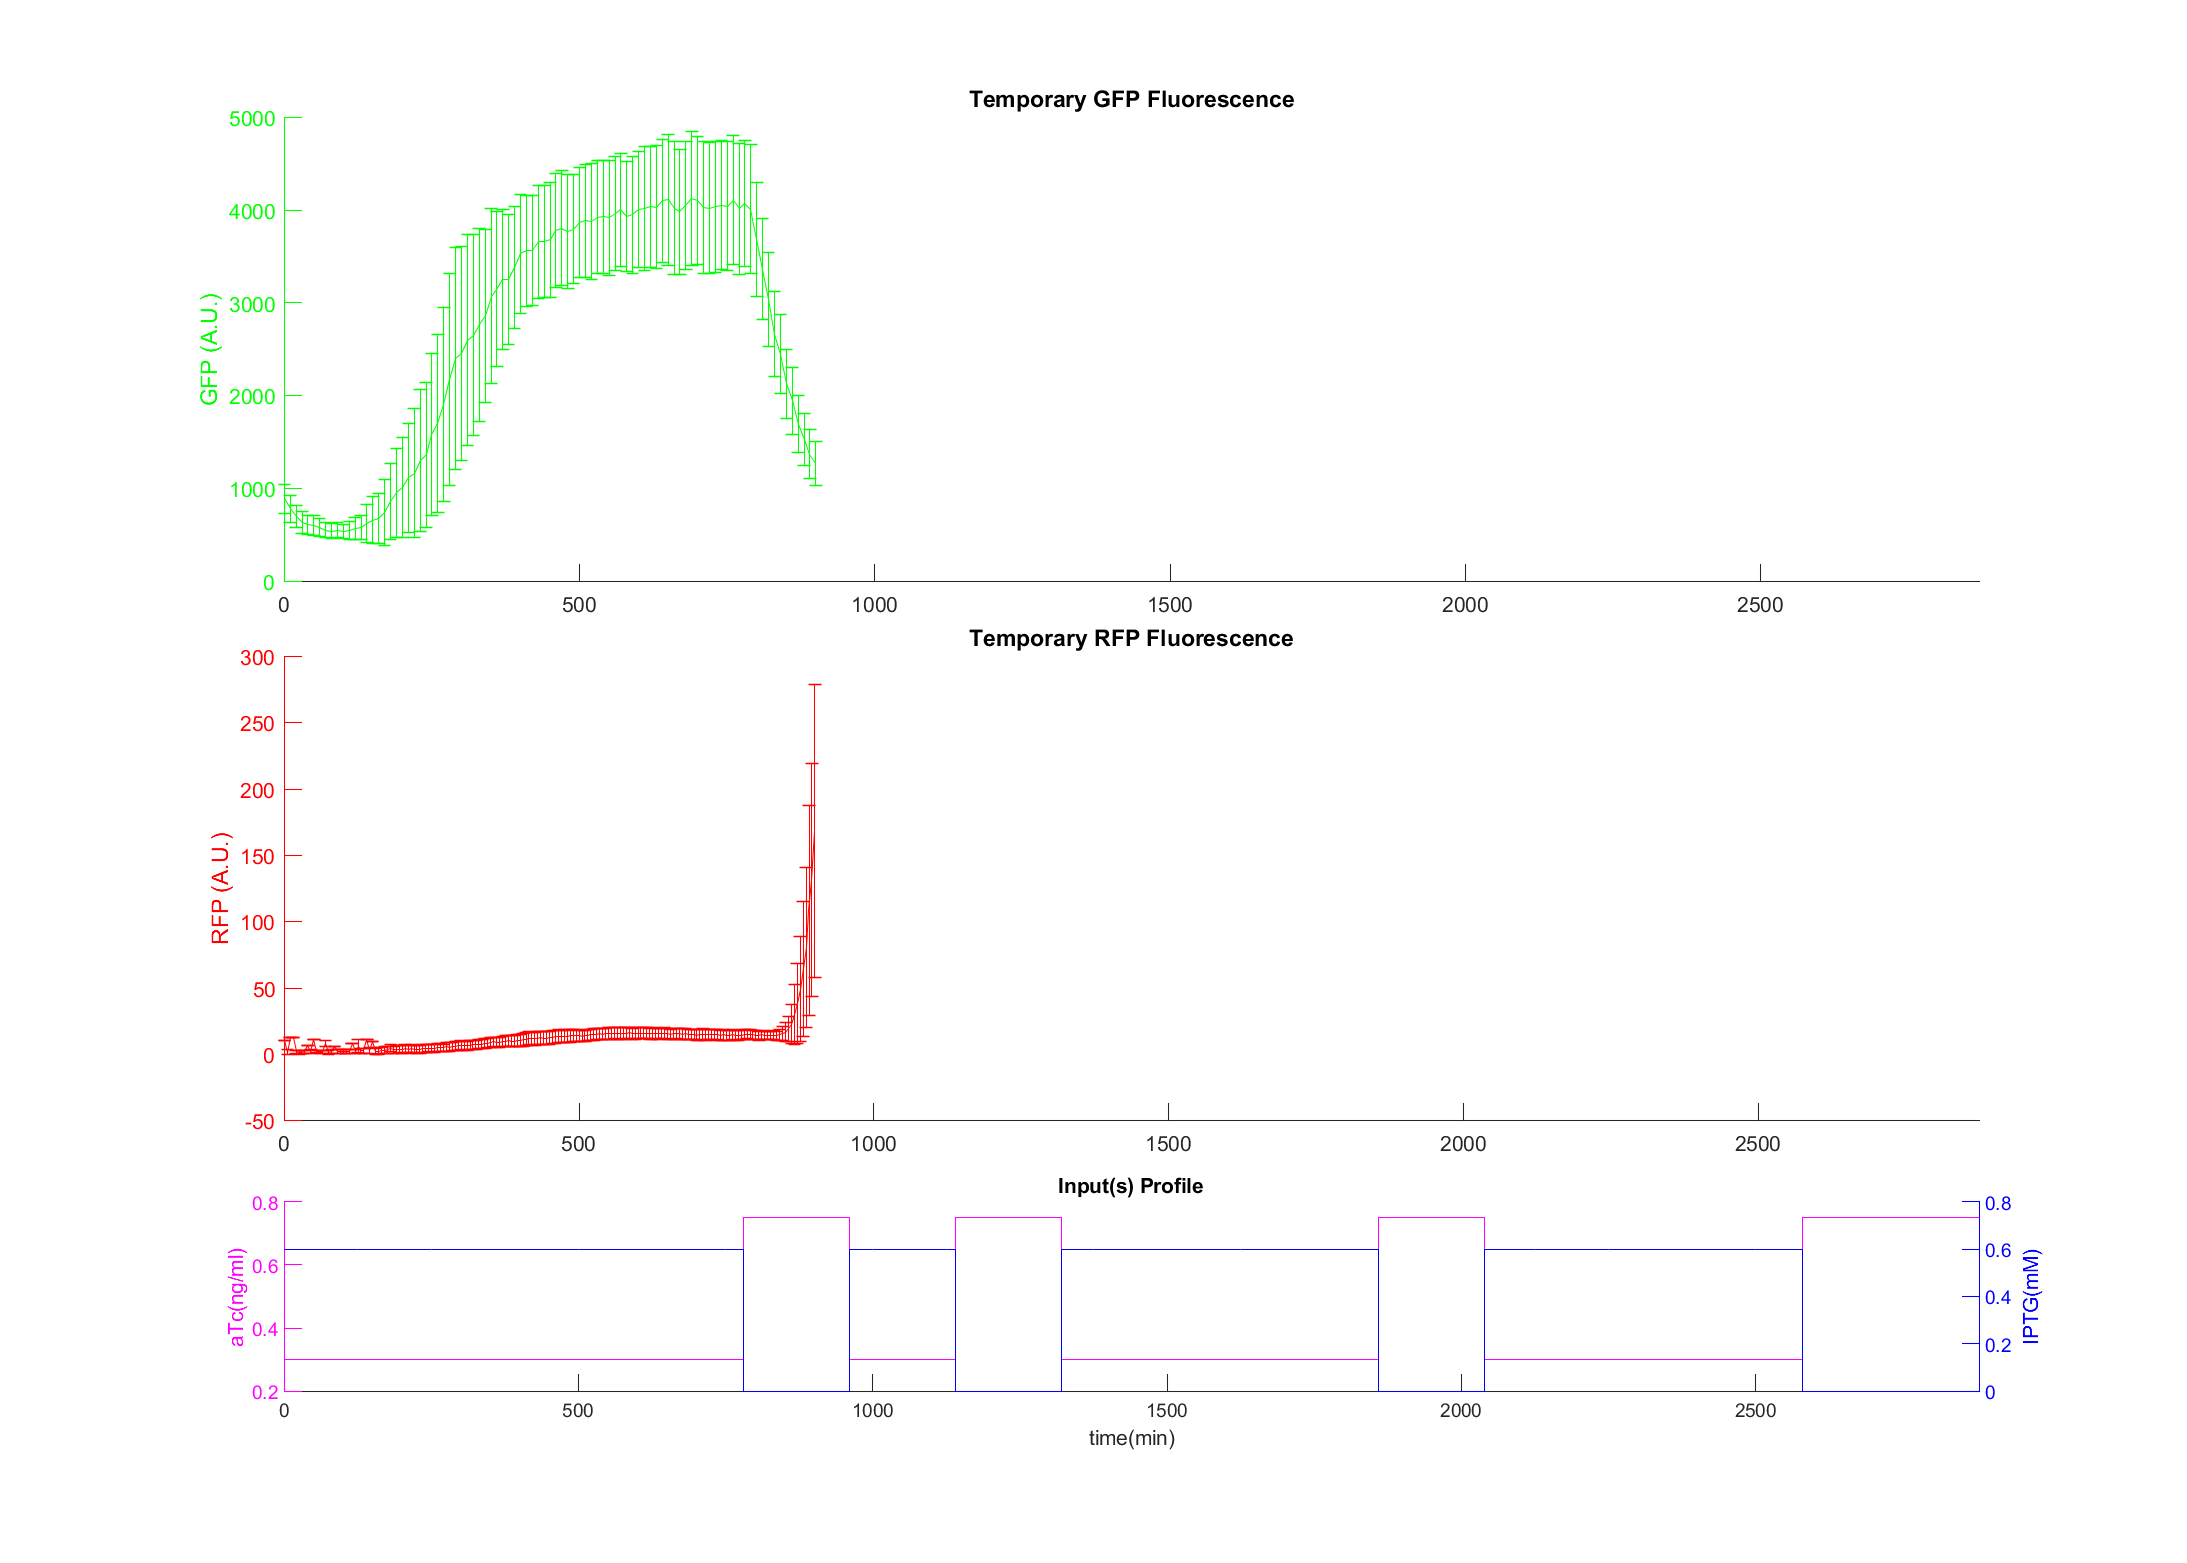 Temporary GFP Fluorescence
5000
4000
3000
2000
1000
0
GFP (A.U.)
0 500 1000 1500 2000 2500
Temporary RFP Fluorescence
300
250
200
150
100
50
0
-50
RFP (A.U.)
0 500 1000 1500 2000 2500
Input(s) Profile
0.8
0.6
0.4
0.2
aTc(ng/ml)
0.8
0.6
0.4
0.2
0
IPTG(mM)
0 500 1000 1500 2000 2500
time(min)